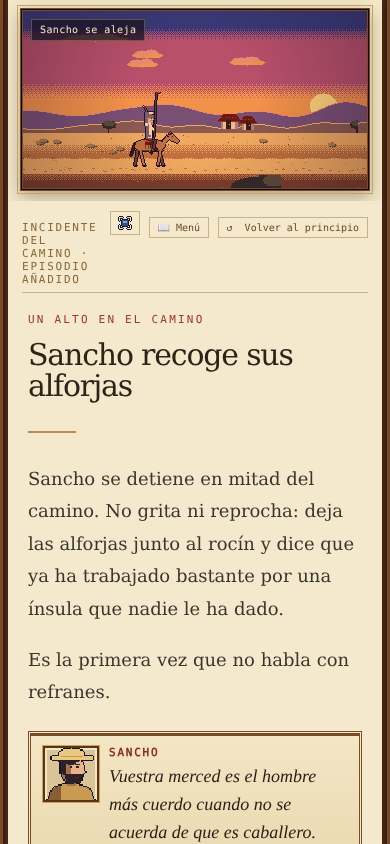 Sancho se aleja
INCIDENTE
DEL
CAMINO ·
EPISODIO
AÑADIDO
📖 Menú
↺ Volver al principio
UN ALTO EN EL CAMINO
Sancho recoge sus
alforjas
Sancho se detiene en mitad del
camino. No grita ni reprocha: deja
las alforjas junto al rocín y dice que
ya ha trabajado bastante por una
ínsula que nadie le ha dado.
Es la primera vez que no habla con
refranes.
SANCHO
Vuestra merced es el hombre
más cuerdo cuando no se
acuerda de que es caballero.